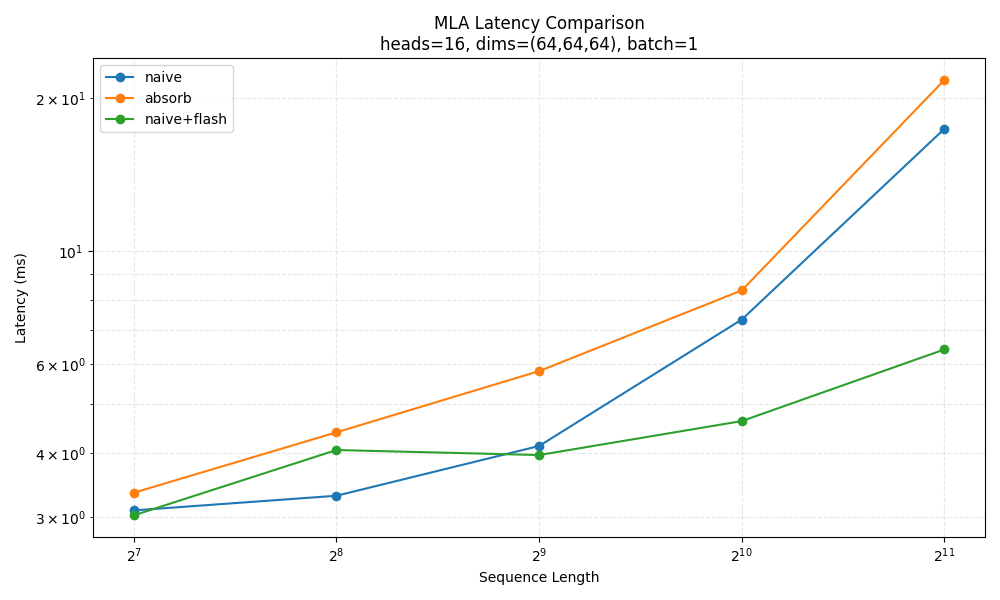 MLA Latency Comparison
heads=16, dims=(64,64,64), batch=1
naive
absorb
naive+flash
2 × 10¹
10¹
6 × 10⁰
4 × 10⁰
3 × 10⁰
Latency (ms)
2⁷ 2⁸ 2⁹ 2¹⁰ 2¹¹
Sequence Length